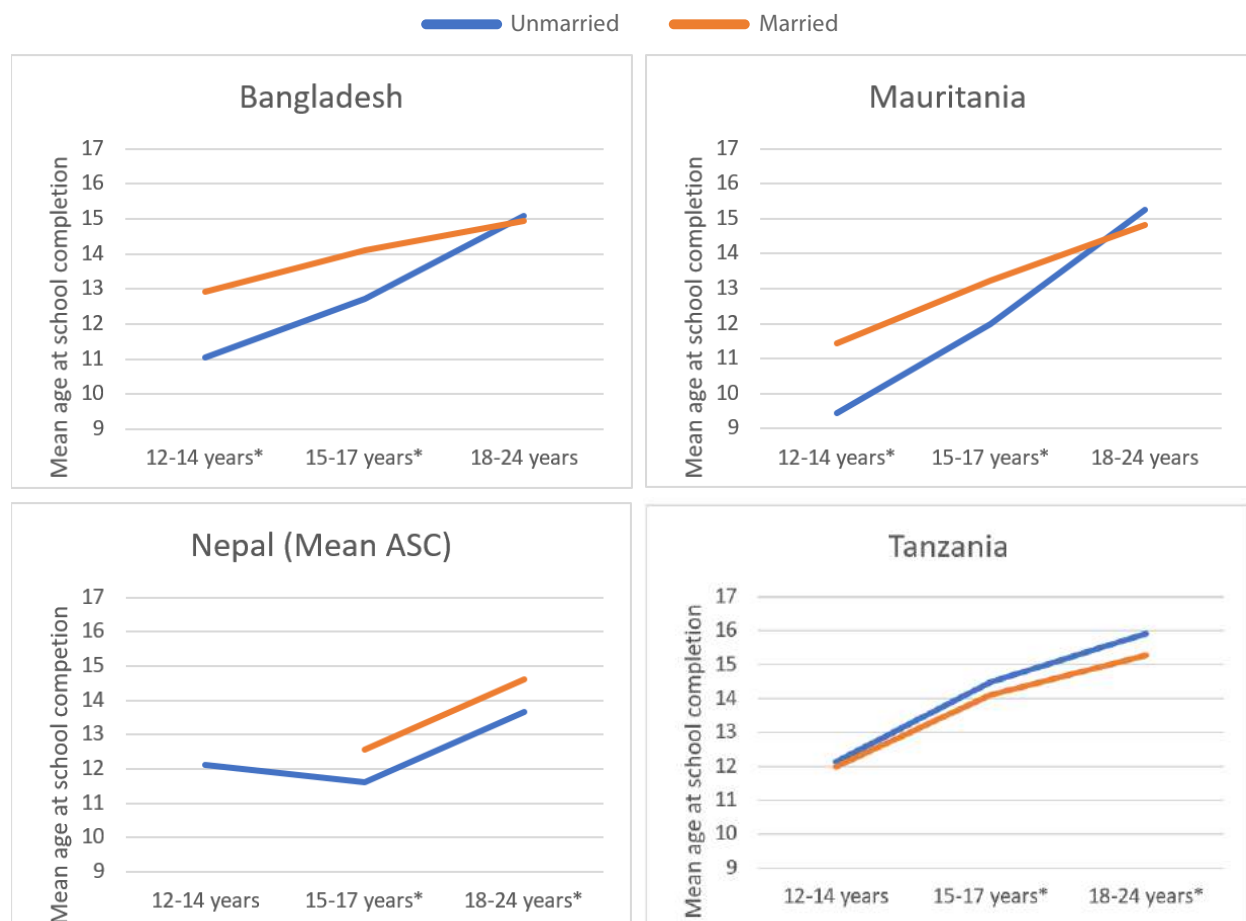 Unmarried Married
Bangladesh
Mean age at school completion
17
16
15
14
13
12
11
10
9
12-14 years* 15-17 years* 18-24 years
Mauritania
Mean age at school completion
17
16
15
14
13
12
11
10
9
12-14 years* 15-17 years* 18-24 years
Nepal (Mean ASC)
Mean age at school competion
17
16
15
14
13
12
11
10
9
12-14 years 15-17 years* 18-24 years*
Tanzania
Mean age at school completion
17
16
15
14
13
12
11
10
9
12-14 years 15-17 years* 18-24 years*